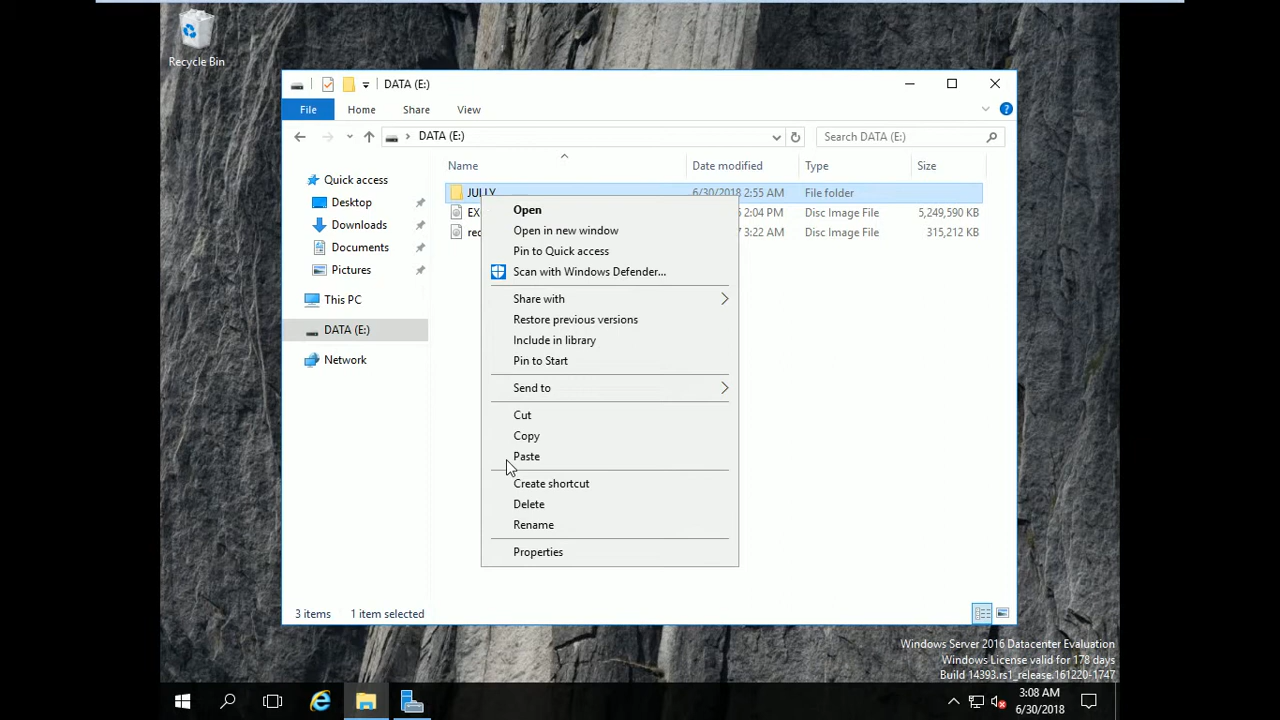 Recycle Bin
DATA (E:)
File Home Share View
DATA (E:)
Search DATA (E:)
Name Date modified Type Size
JULLY 6/30/2018 2:55 AM File folder
2:04 PM Disc Image File 5,249,590 KB
3:22 AM Disc Image File 315,212 KB
Quick access
Desktop
Downloads
Documents
Pictures
This PC
DATA (E:)
Network
Open
Open in new window
Pin to Quick access
Scan with Windows Defender...
Share with
Restore previous versions
Include in library
Pin to Start
Send to
Cut
Copy
Paste
Create shortcut
Delete
Rename
Properties
3 items 1 item selected
Windows Server 2016 Datacenter Evaluation
Windows License valid for 178 days
Build 14393.rs1_release.161220-1747
3:08 AM
6/30/2018